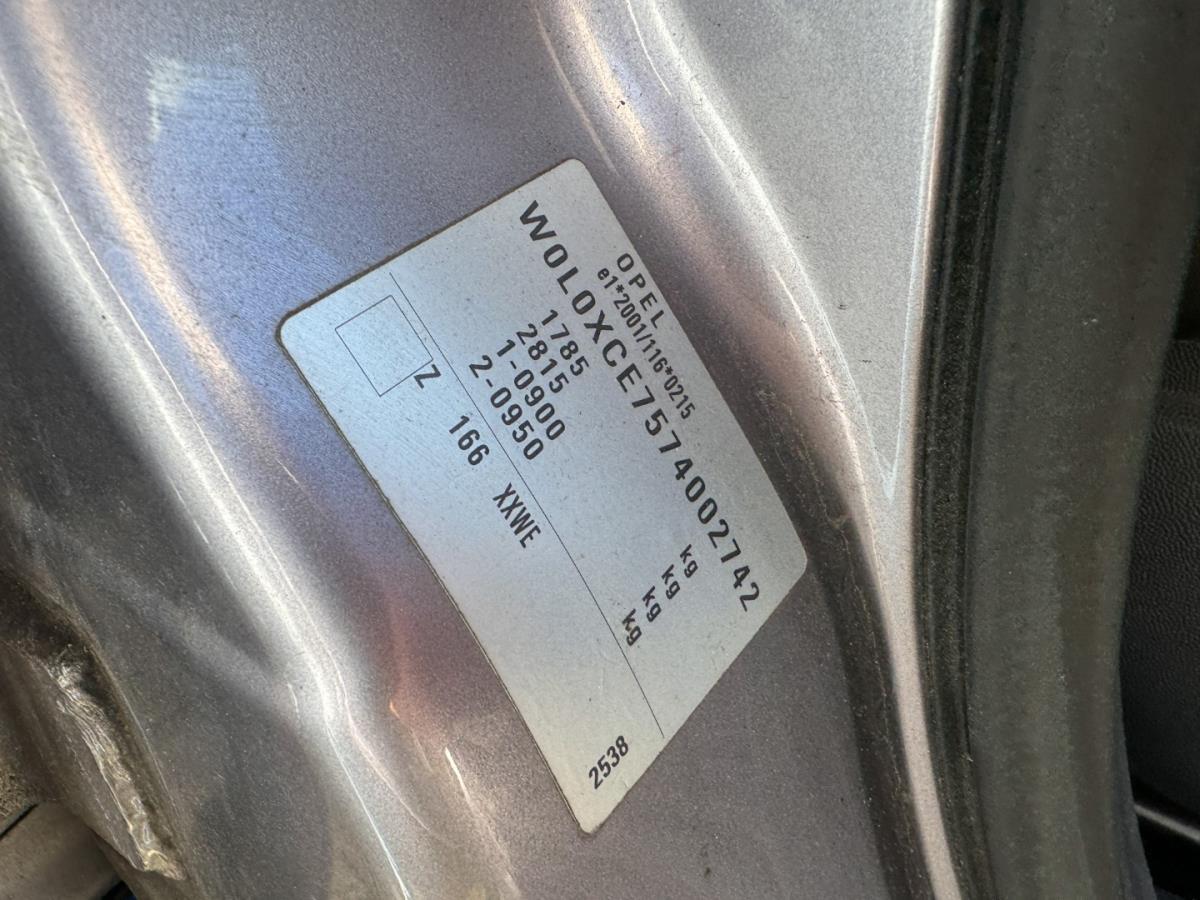 OPEL
e1*2001/116*0215
W0L0XCE7574002742
1785 kg
2815 kg
1-0900 kg
2-0950 kg
Z 166 XXWE 2538